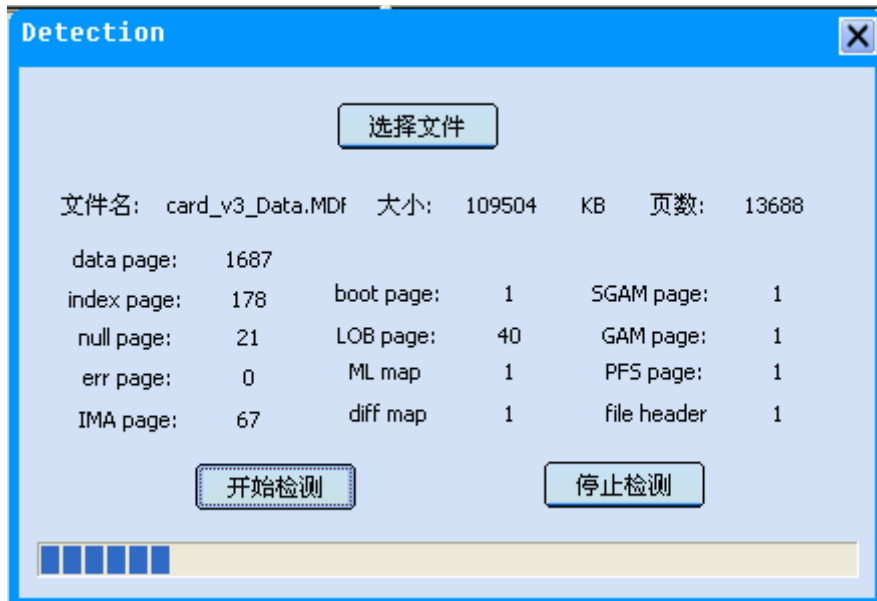 Detection
选择文件
文件名: card_v3_Data.MDF 大小: 109504 KB 页数: 13688
data page: 1687
index page: 178 boot page: 1 SGAM page: 1
null page: 21 LOB page: 40 GAM page: 1
err page: 0 ML map 1 PFS page: 1
IMA page: 67 diff map 1 file header 1
开始检测 停止检测